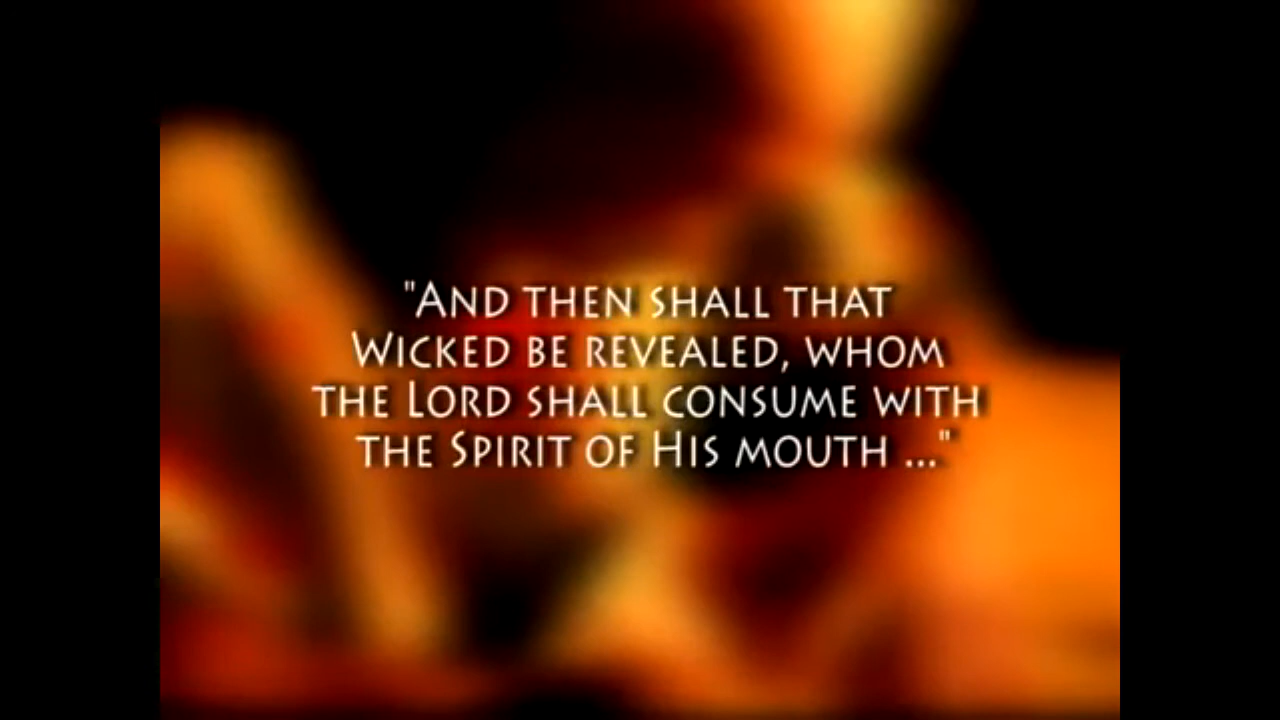 "And then shall that
Wicked be revealed, whom
the Lord shall consume with
the Spirit of His mouth ..."